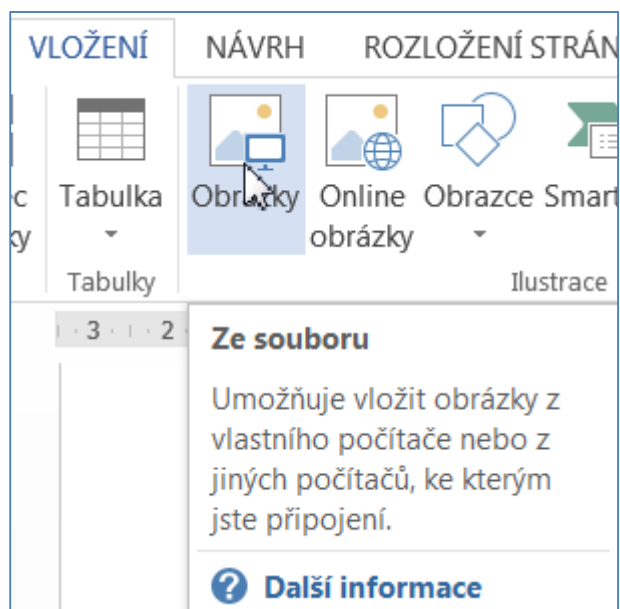 VLOŽENÍ NÁVRH ROZLOŽENÍ STRÁN
c Tabulka Obrázky Online Obrazce Smart
ky obrázky
Tabulky Ilustrace
3 2
Ze souboru
Umožňuje vložit obrázky z
vlastního počítače nebo z
jiných počítačů, ke kterým
jste připojení.
Další informace